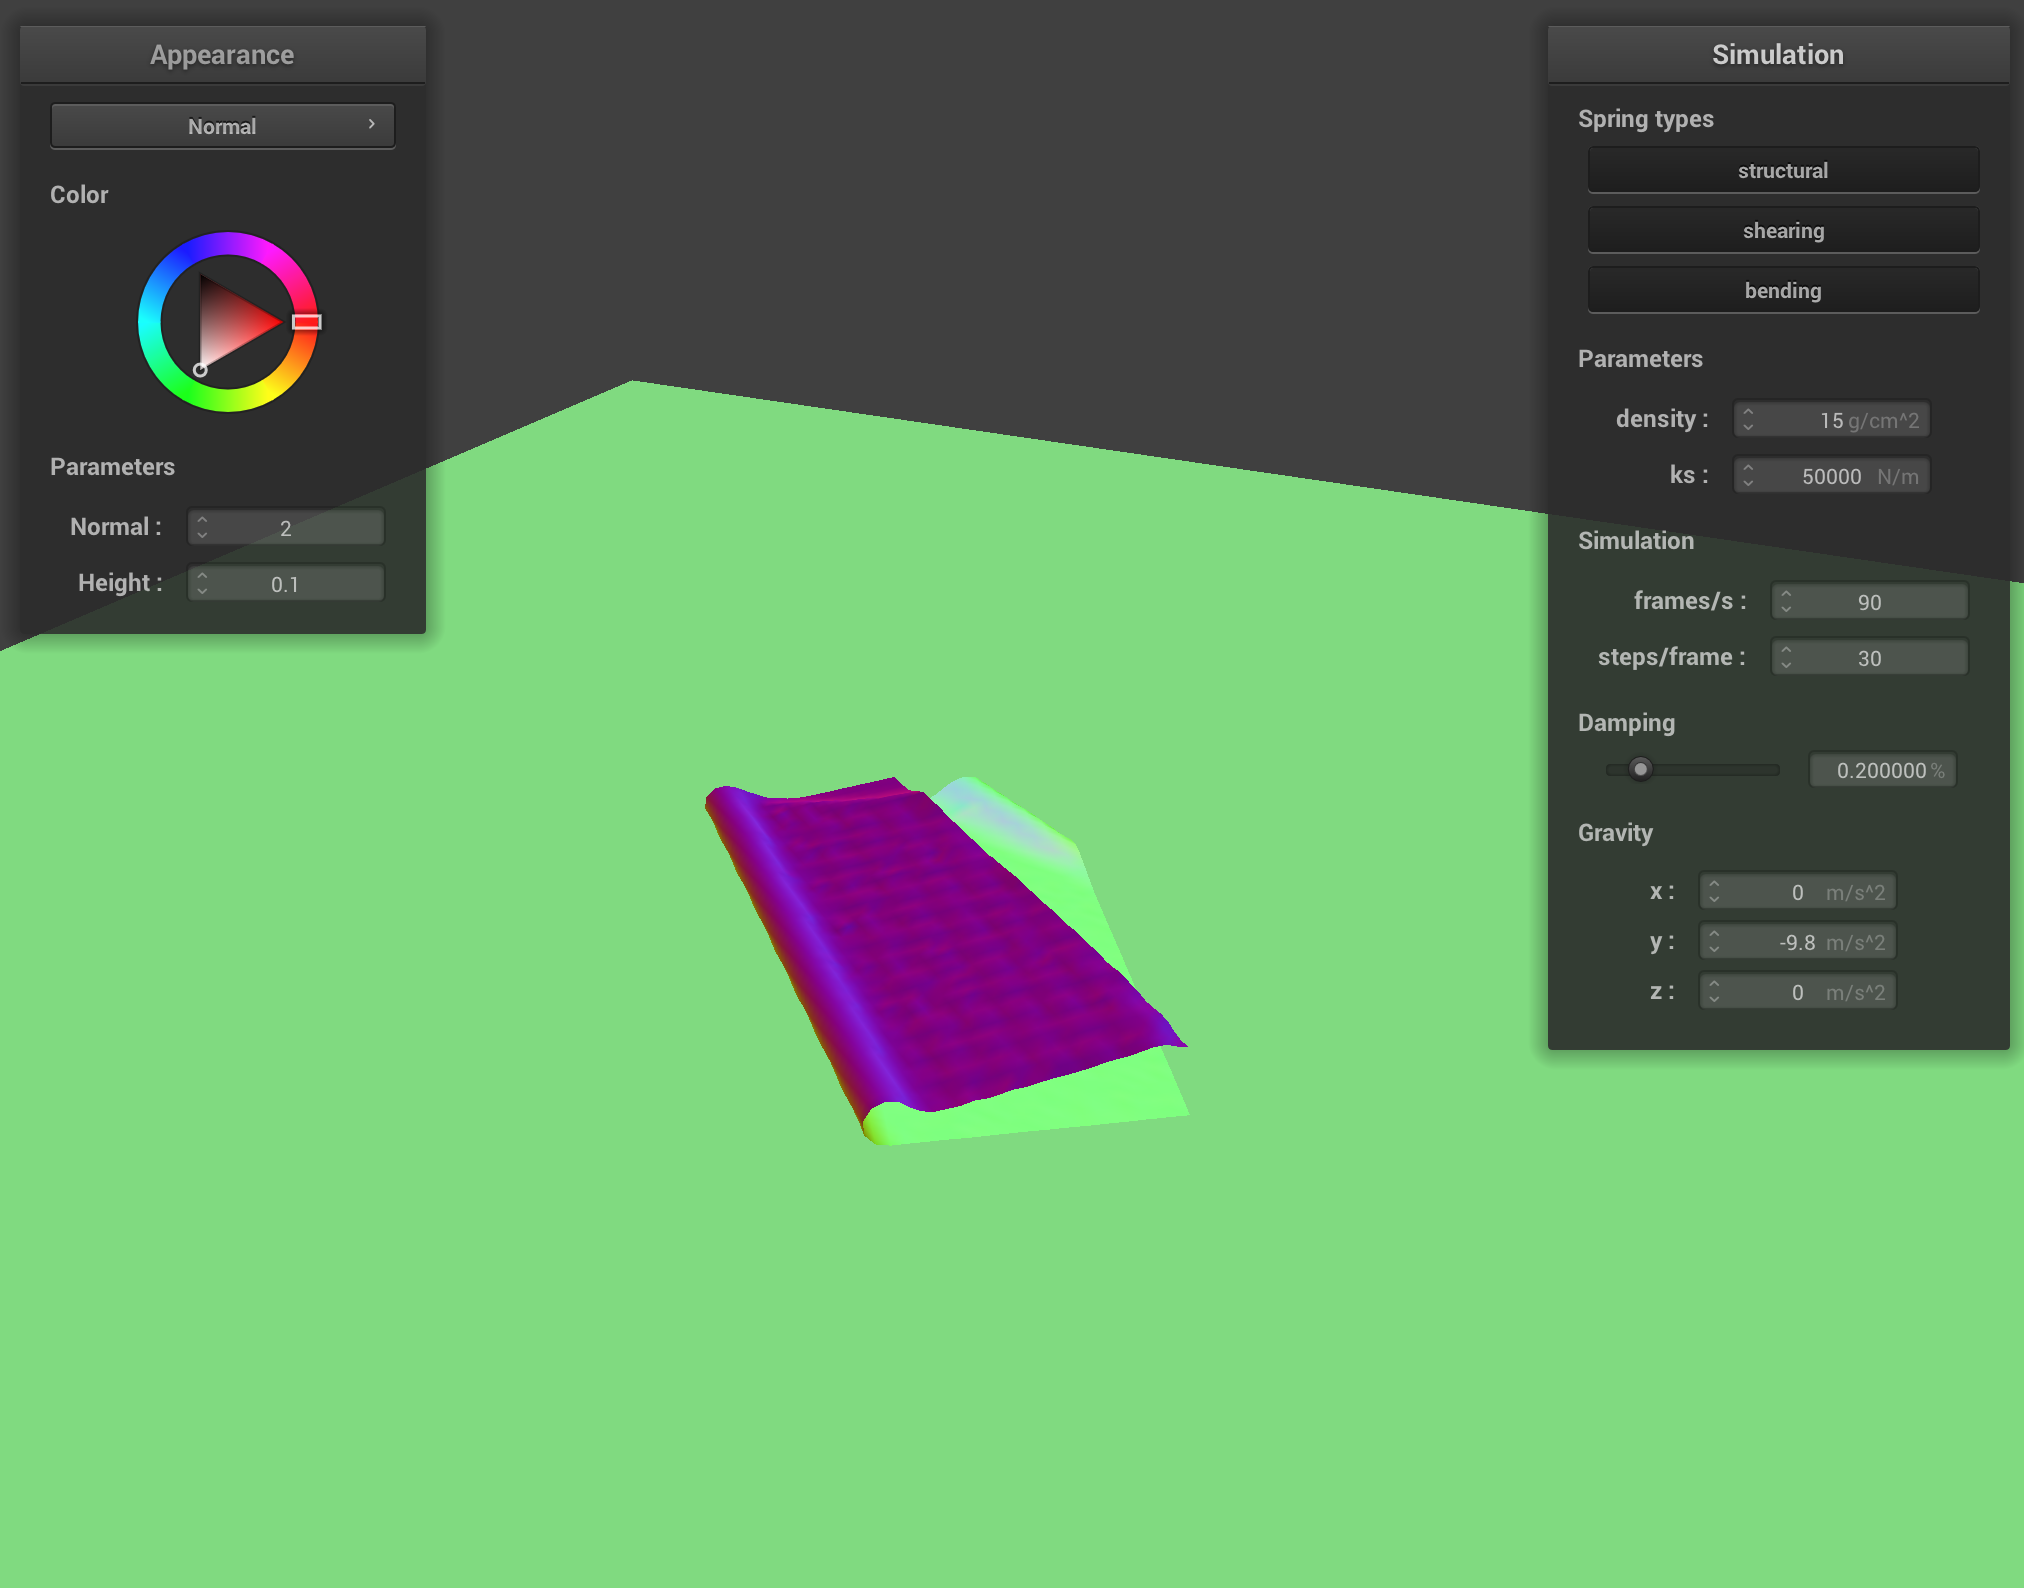 Appearance
Normal
Color
Parameters
Normal : 2
Height : 0.1
Simulation
Spring types
structural
shearing
bending
Parameters
density : 15 g/cm^2
ks : 50000 N/m
Simulation
frames/s : 90
steps/frame : 30
Damping
0.200000 %
Gravity
x : 0 m/s^2
y : -9.8 m/s^2
z : 0 m/s^2